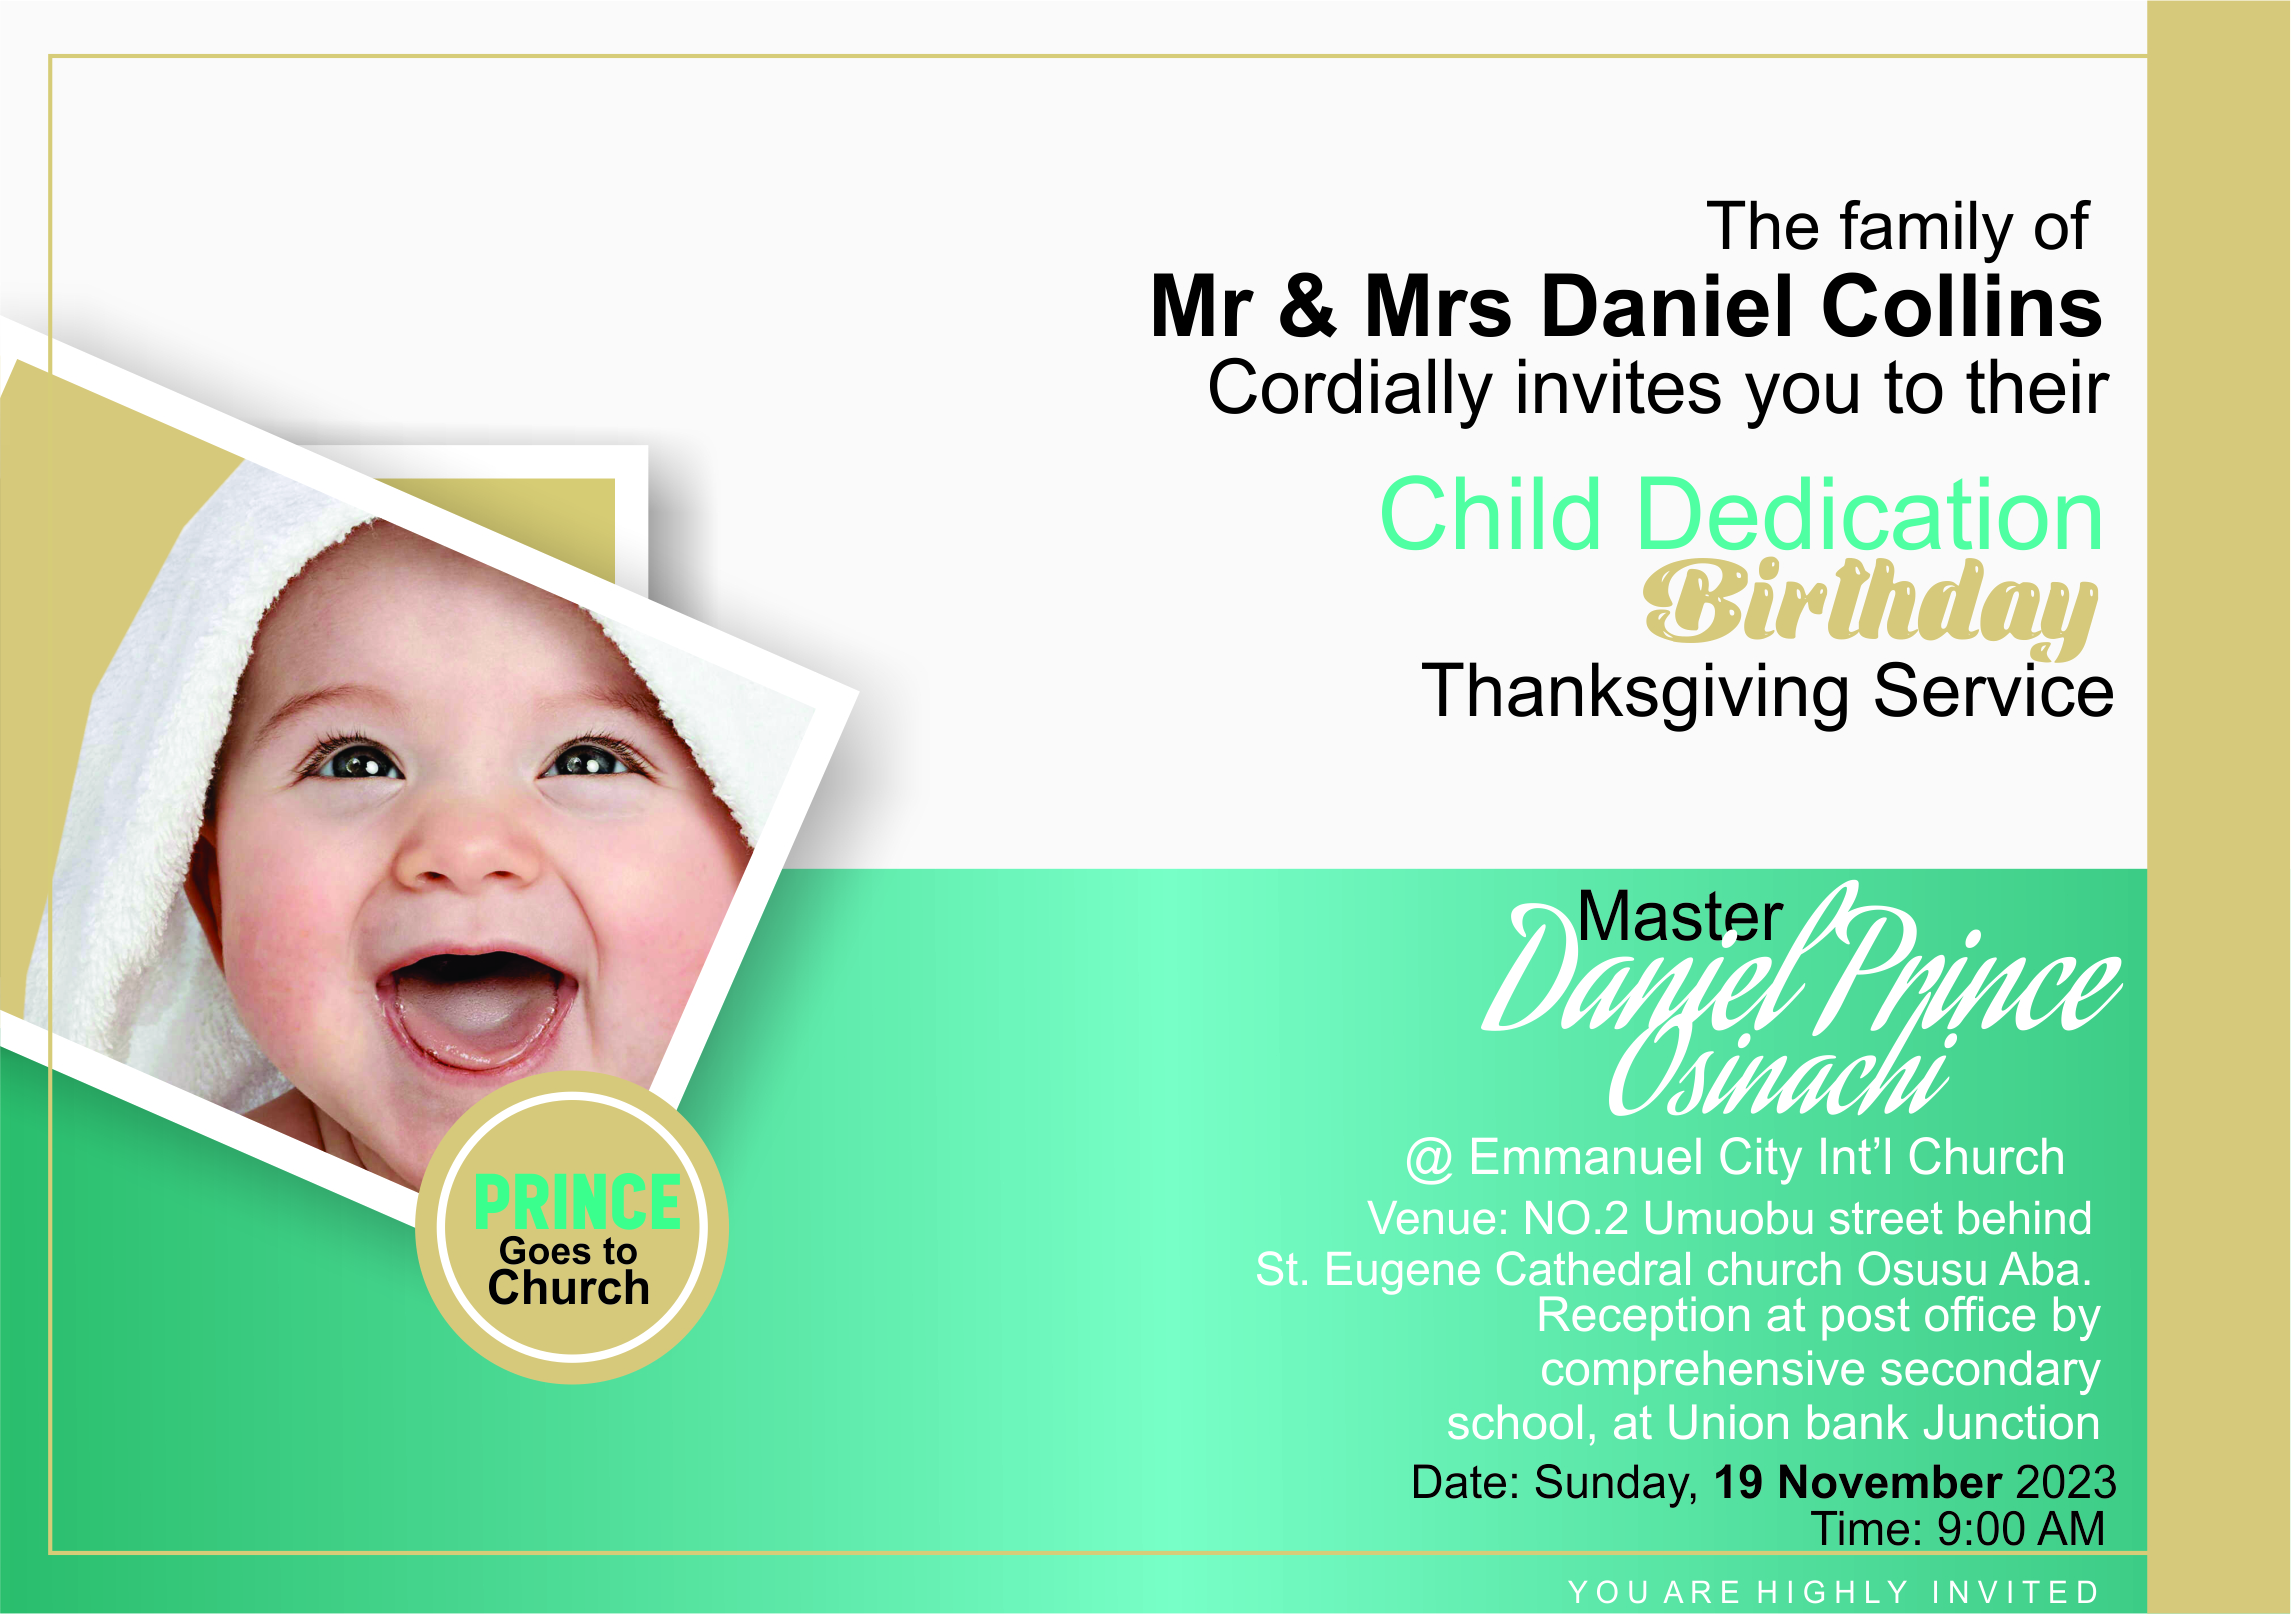 The family of
Mr & Mrs Daniel Collins
Cordially invites you to their
Child Dedication
Birthday
Thanksgiving Service
Master
Daniel Prince
Osinachi
@ Emmanuel City Int’l Church
Venue: NO.2 Umuobu street behind
St. Eugene Cathedral church Osusu Aba.
Reception at post office by
comprehensive secondary
school, at Union bank Junction
Date: Sunday, 19 November 2023
Time: 9:00 AM
YOU ARE HIGHLY INVITED
PRINCE
Goes to
Church